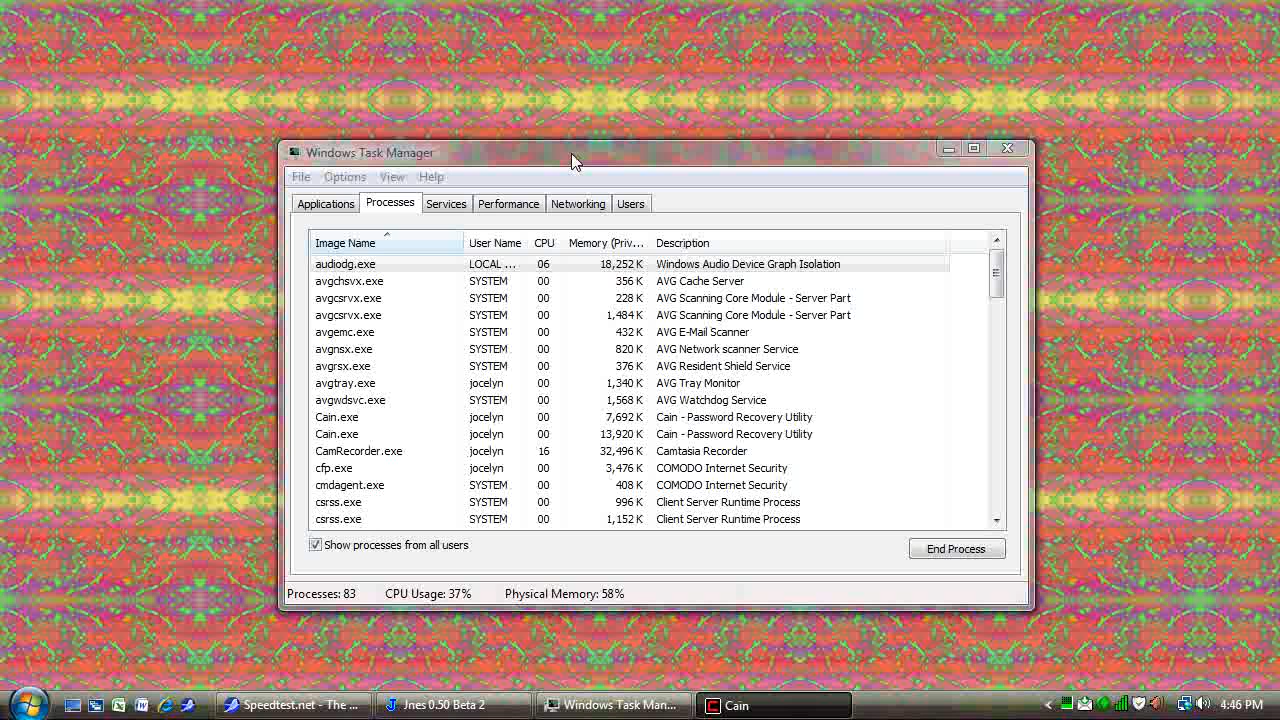 Windows Task Manager
File Options View Help
Applications Processes Services Performance Networking Users
Image Name User Name CPU Memory (Priv... Description
audiodg.exe LOCAL ... 06 18,252 K Windows Audio Device Graph Isolation
avgchsvx.exe SYSTEM 00 356 K AVG Cache Server
avgcsrvx.exe SYSTEM 00 228 K AVG Scanning Core Module - Server Part
avgcsrvx.exe SYSTEM 00 1,484 K AVG Scanning Core Module - Server Part
avgemc.exe SYSTEM 00 432 K AVG E-Mail Scanner
avgnsx.exe SYSTEM 00 820 K AVG Network scanner Service
avgrsx.exe SYSTEM 00 376 K AVG Resident Shield Service
avgtray.exe jocelyn 00 1,340 K AVG Tray Monitor
avgwdsvc.exe SYSTEM 00 1,568 K AVG Watchdog Service
Cain.exe jocelyn 00 7,692 K Cain - Password Recovery Utility
Cain.exe jocelyn 00 13,920 K Cain - Password Recovery Utility
CamRecorder.exe jocelyn 16 32,496 K Camtasia Recorder
cfp.exe jocelyn 00 3,476 K COMODO Internet Security
cmdagent.exe SYSTEM 00 408 K COMODO Internet Security
csrss.exe SYSTEM 00 996 K Client Server Runtime Process
csrss.exe SYSTEM 00 1,152 K Client Server Runtime Process
Show processes from all users End Process
Processes: 83 CPU Usage: 37% Physical Memory: 58%
Speedtest.net - The ... Jnes 0.50 Beta 2 Windows Task Man... Cain 4:46 PM